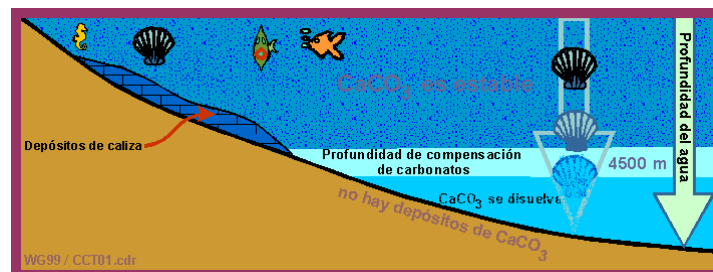 CaCO3 es estable
Profundidad del agua
Depósitos de caliza
Profundidad de compensación
de carbonatos
4500 m
CaCO3 se disuelve
no hay depósitos de CaCO3
WG99 / CCT01.cdr